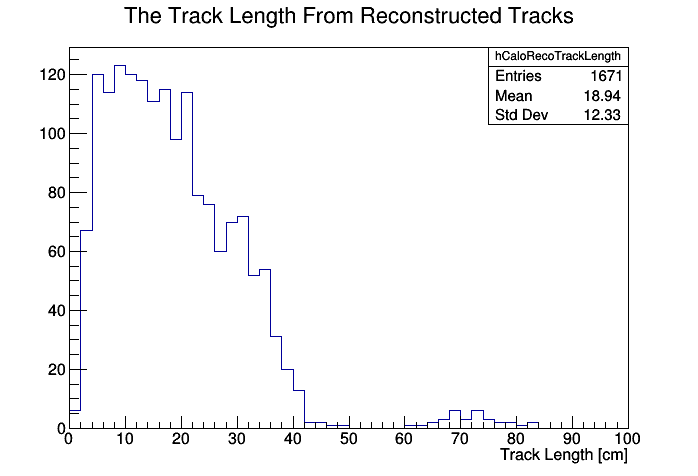 The Track Length From Reconstructed Tracks
hCaloRecoTrackLength
Entries 1671
Mean 18.94
Std Dev 12.33
120
100
80
60
40
20
0
0 10 20 30 40 50 60 70 80 90 100
Track Length [cm]